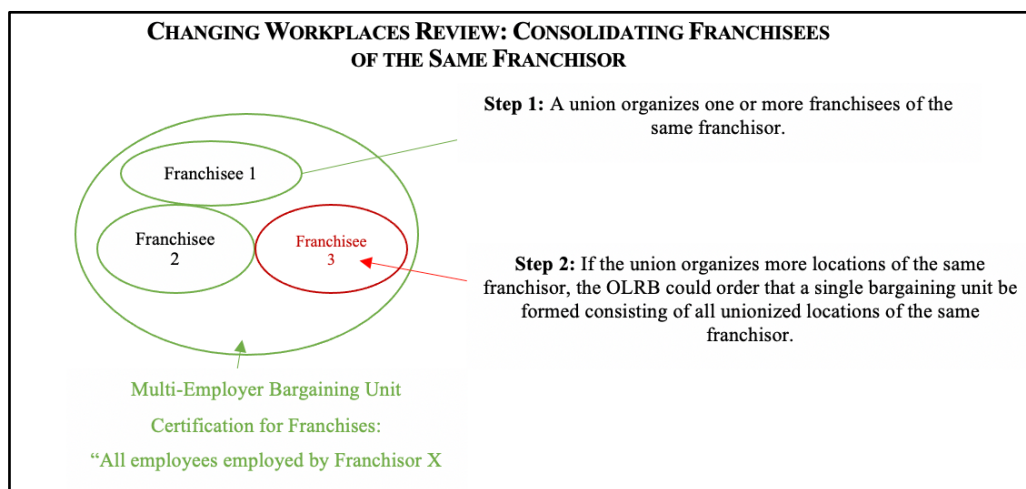 CHANGING WORKPLACES REVIEW: CONSOLIDATING FRANCHISEES
OF THE SAME FRANCHISOR
Step 1: A union organizes one or more franchisees of the
same franchisor.
Franchisee 1
Franchisee
2
Franchisee
3
Step 2: If the union organizes more locations of the same
franchisor, the OLRB could order that a single bargaining unit be
formed consisting of all unionized locations of the same
franchisor.
Multi-Employer Bargaining Unit
Certification for Franchises:
“All employees employed by Franchisor X